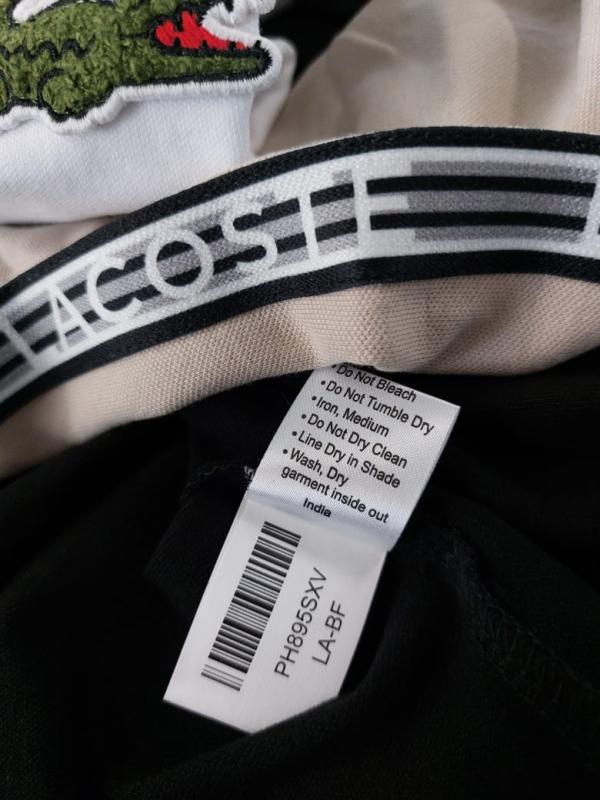 LACOSTE
• Do Not Bleach
• Do Not Tumble Dry
• Iron, Medium
• Do Not Dry Clean
• Line Dry in Shade
• Wash, Dry
garment inside out
India
PH895SXV
LA-BF